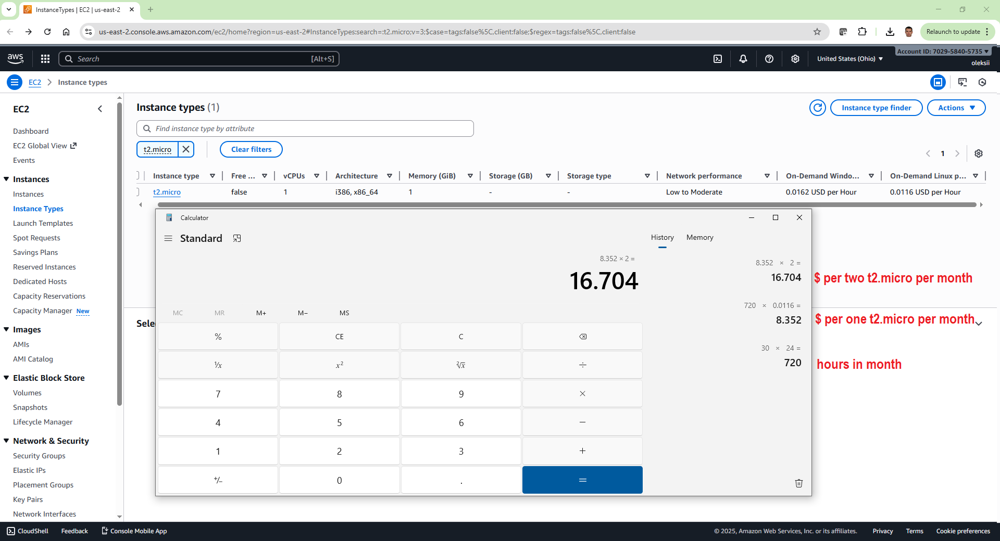 InstanceTypes | EC2 | us-east-2
us-east-2.console.aws.amazon.com/ec2/home?region=us-east-2#InstanceTypes:search=:t2.micro;v=3;$case=tags:false%5C,client:false;$regex=tags:false%5C,client:false
Relaunch to update
aws
Search
[Alt+S]
United States (Ohio)
Account ID: 7029-5840-5735
oleksii
EC2
Instance types
EC2
Dashboard
EC2 Global View
Events
Instances
Instances
Instance Types
Launch Templates
Spot Requests
Savings Plans
Reserved Instances
Dedicated Hosts
Capacity Reservations
Capacity Manager New
Images
AMIs
AMI Catalog
Elastic Block Store
Volumes
Snapshots
Lifecycle Manager
Network & Security
Security Groups
Elastic IPs
Placement Groups
Key Pairs
Network Interfaces
Instance types (1)
Instance type finder
Actions
Find instance type by attribute
t2.micro
Clear filters
1
Instance type Free ... vCPUs Architecture Memory (GiB) Storage (GB) Storage type Network performance On-Demand Windo... On-Demand Linux p...
t2.micro false 1 i386, x86_64 1 - - Low to Moderate 0.0162 USD per Hour 0.0116 USD per Hour
Sele
Calculator
Standard
8.352 × 2 =
16.704
MC MR M+ M− MS
% CE C
⅟x x² ²√x ÷
7 8 9 ×
4 5 6 −
1 2 3 +
+/− 0 . =
History Memory
8.352 × 2 =
16.704 $ per two t2.micro per month
720 × 0.0116 =
8.352 $ per one t2.micro per month
30 × 24 =
720 hours in month
CloudShell Feedback Console Mobile App
© 2025, Amazon Web Services, Inc. or its affiliates. Privacy Terms Cookie preferences